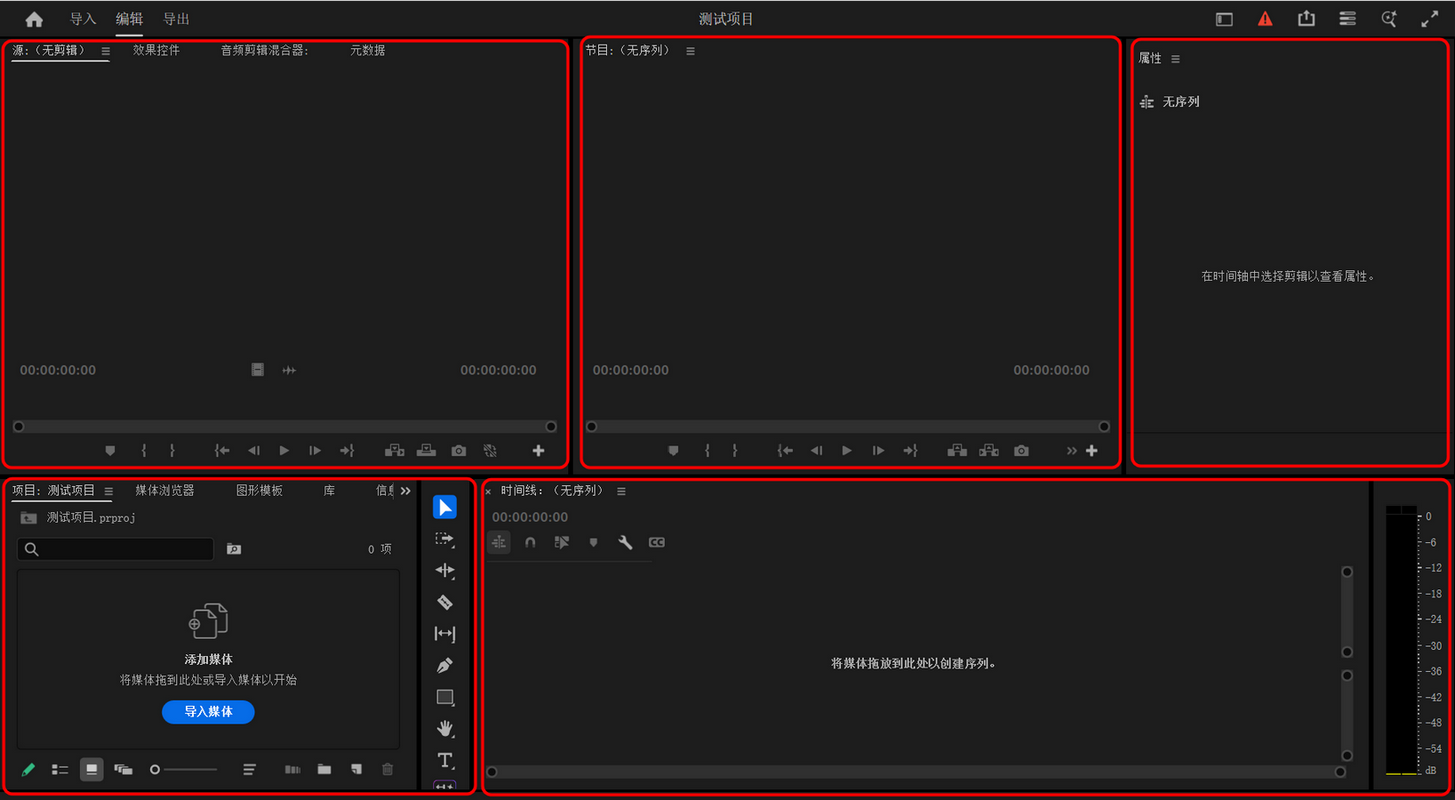 导入 编辑 导出 测试项目
源:（无剪辑） 效果控件 音频剪辑混合器: 元数据
00:00:00:00 00:00:00:00
节目:（无序列）
00:00:00:00 00:00:00:00
属性
无序列
在时间轴中选择剪辑以查看属性。
项目: 测试项目 媒体浏览器 图形模板 库
测试项目.prproj
0 项
添加媒体
将媒体拖到此处或导入媒体以开始
导入媒体
T
× 时间线:（无序列）
00:00:00:00
CC
将媒体拖放到此处以创建序列。
0
-6
-12
-18
-24
-30
-36
-42
-48
-54
dB